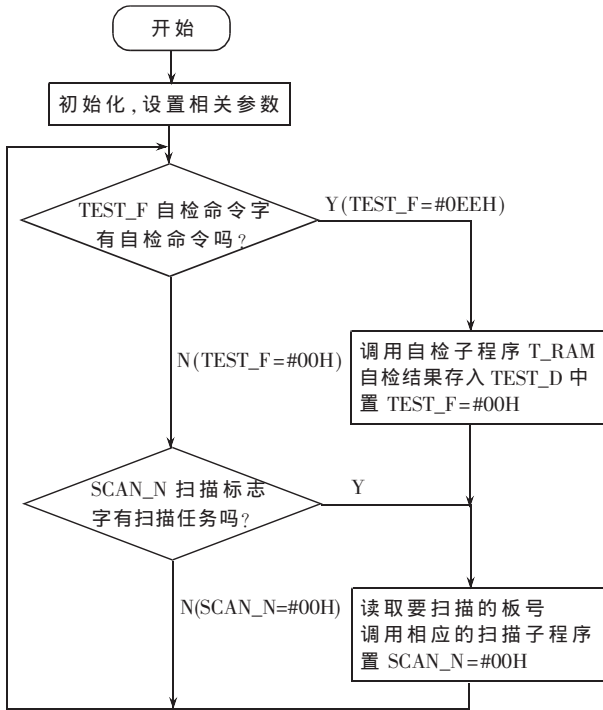 开始
初始化,设置相关参数
TEST_F 自检命令字
有自检命令吗?
Y(TEST_F=#0EEH)
N(TEST_F=#00H)
调用自检子程序 T_RAM
自检结果存入 TEST_D 中
置 TEST_F=#00H
SCAN_N 扫描标志
字有扫描任务吗?
Y
N(SCAN_N=#00H)
读取要扫描的板号
调用相应的扫描子程序
置 SCAN_N=#00H